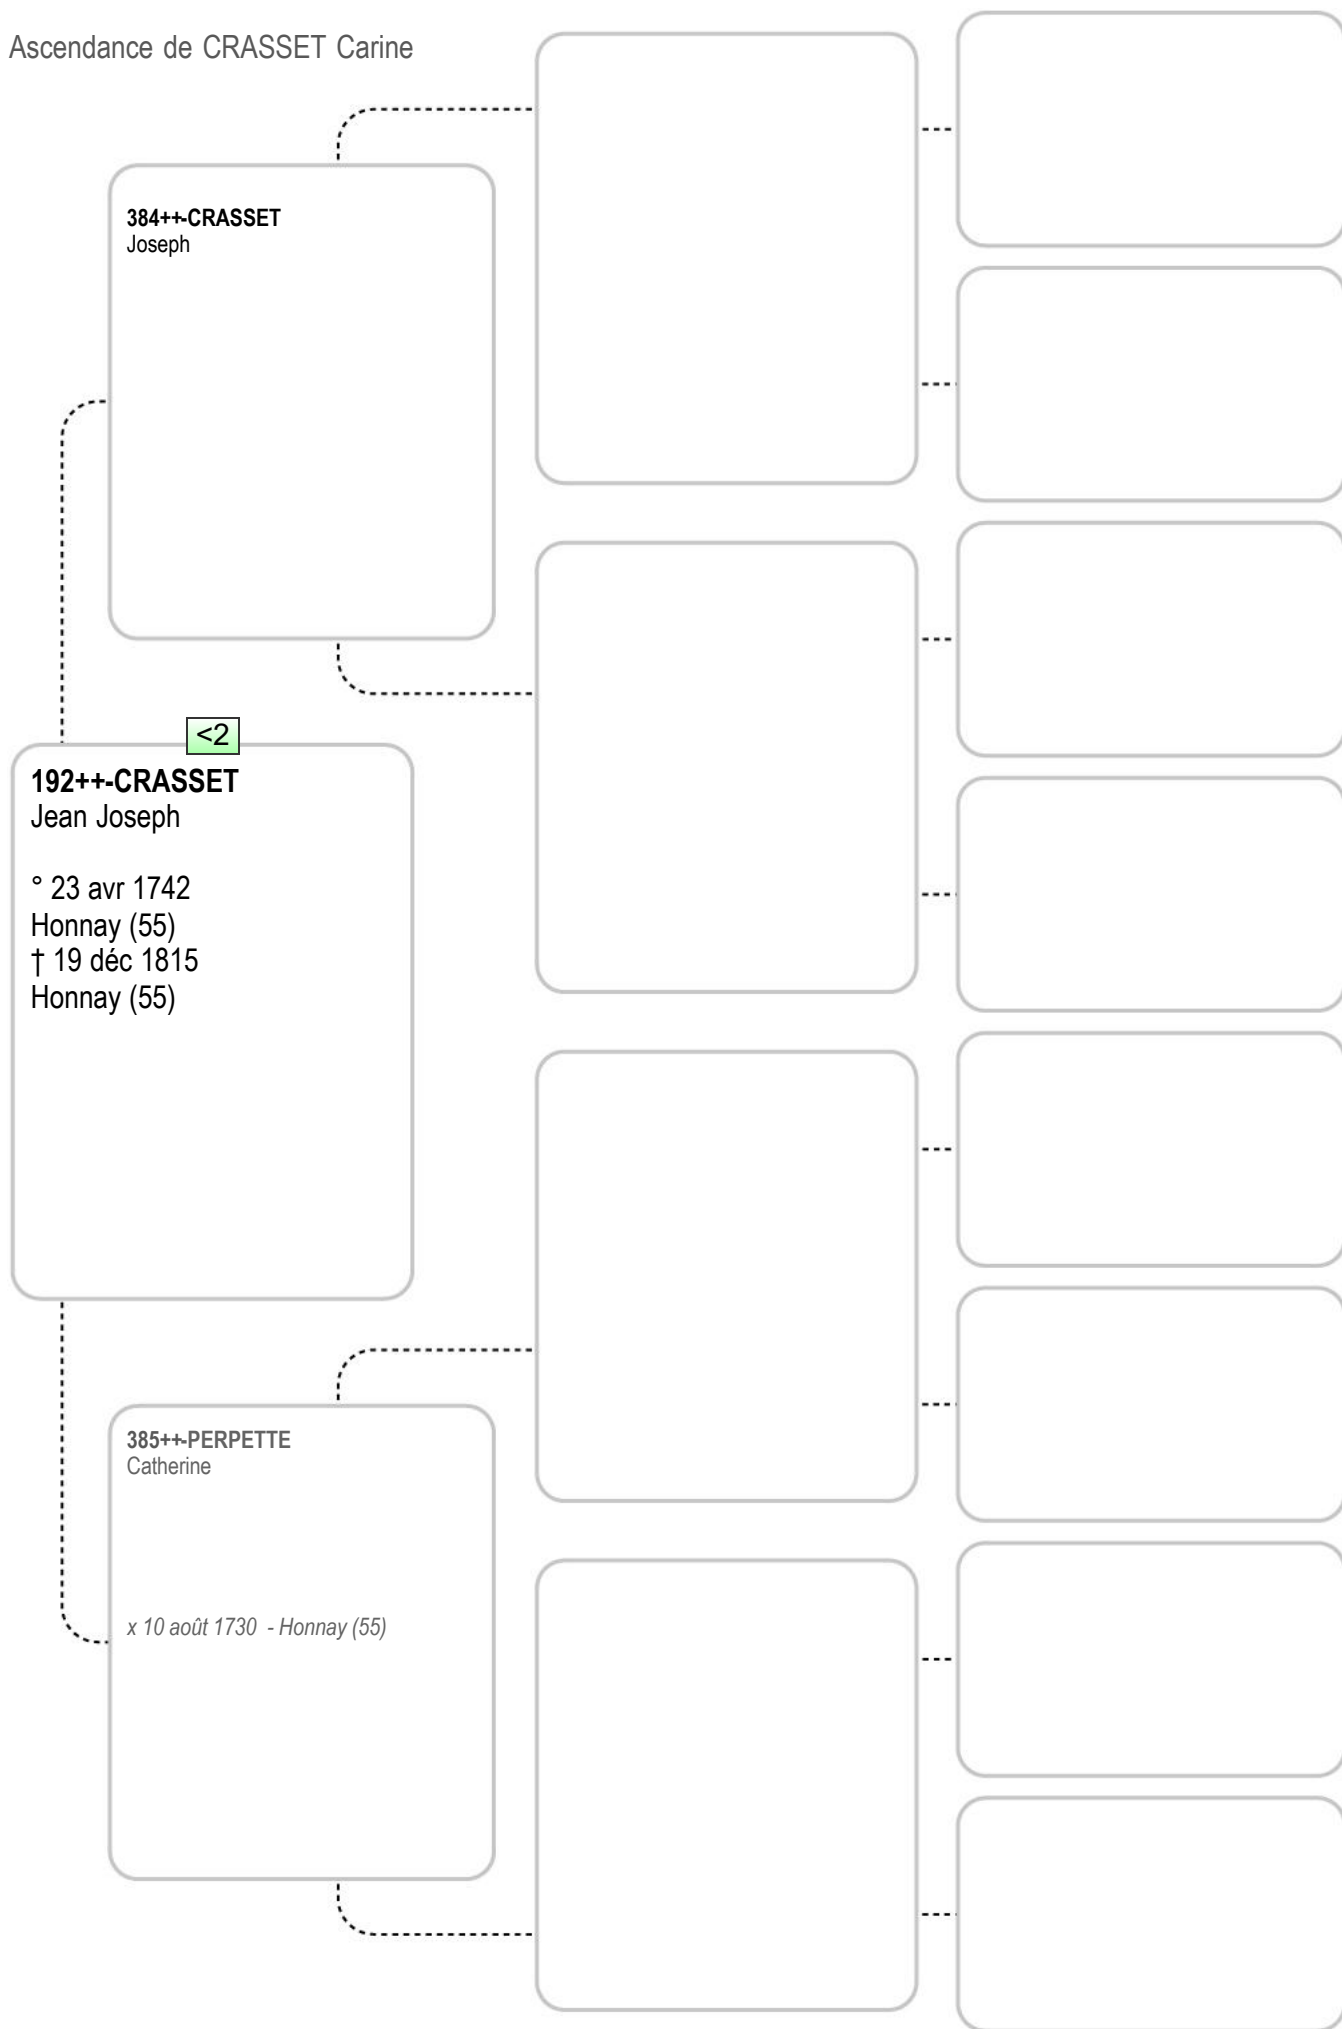 Ascendance de CRASSET Carine
384++-CRASSET
Joseph
<2
192++-CRASSET
Jean Joseph
° 23 avr 1742
Honnay (55)
† 19 déc 1815
Honnay (55)
385++-PERPETTE
Catherine
x 10 août 1730 - Honnay (55)